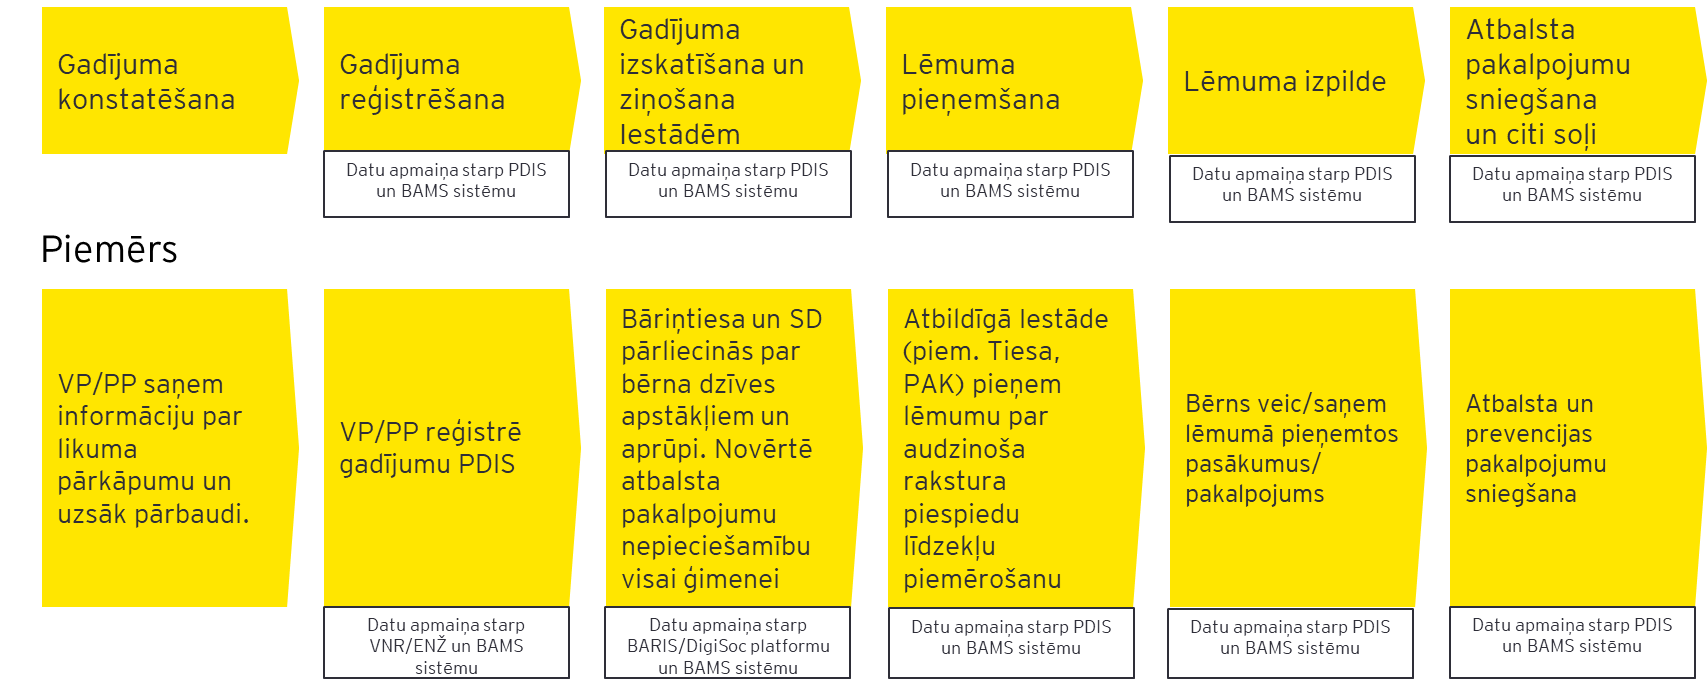 Gadījuma
konstatēšana
Gadījuma
reģistrēšana
Gadījuma
izskatīšana un
ziņošana
Iestādēm
Lēmuma
pieņemšana
Lēmuma izpilde
Atbalsta
pakalpojumu
sniegšana
un citi soļi
Datu apmaiņa starp PDIS
un BAMS sistēmu
Datu apmaiņa starp PDIS
un BAMS sistēmu
Datu apmaiņa starp PDIS
un BAMS sistēmu
Datu apmaiņa starp PDIS
un BAMS sistēmu
Datu apmaiņa starp PDIS
un BAMS sistēmu
Piemērs
VP/PP saņem
informāciju par
likuma
pārkāpumu un
uzsāk pārbaudi.
VP/PP reģistrē
gadījumu PDIS
Bāriņtiesa un SD
pārliecinās par
bērna dzīves
apstākļiem un
aprūpi. Novērtē
atbalsta
pakalpojumu
nepieciešamību
visai ģimenei
Atbildīgā Iestāde
(piem. Tiesa,
PAK) pieņem
lēmumu par
audzinoša
rakstura
piespiedu
līdzekļu
piemērošanu
Bērns veic/saņem
lēmumā pieņemtos
pasākumus/
pakalpojums
Atbalsta un
prevencijas
pakalpojumu
sniegšana
Datu apmaiņa starp
VNR/ENŽ un BAMS
sistēmu
Datu apmaiņa starp
BARIS/DigiSoc platformu
un BAMS sistēmu
Datu apmaiņa starp PDIS
un BAMS sistēmu
Datu apmaiņa starp PDIS
un BAMS sistēmu
Datu apmaiņa starp PDIS
un BAMS sistēmu